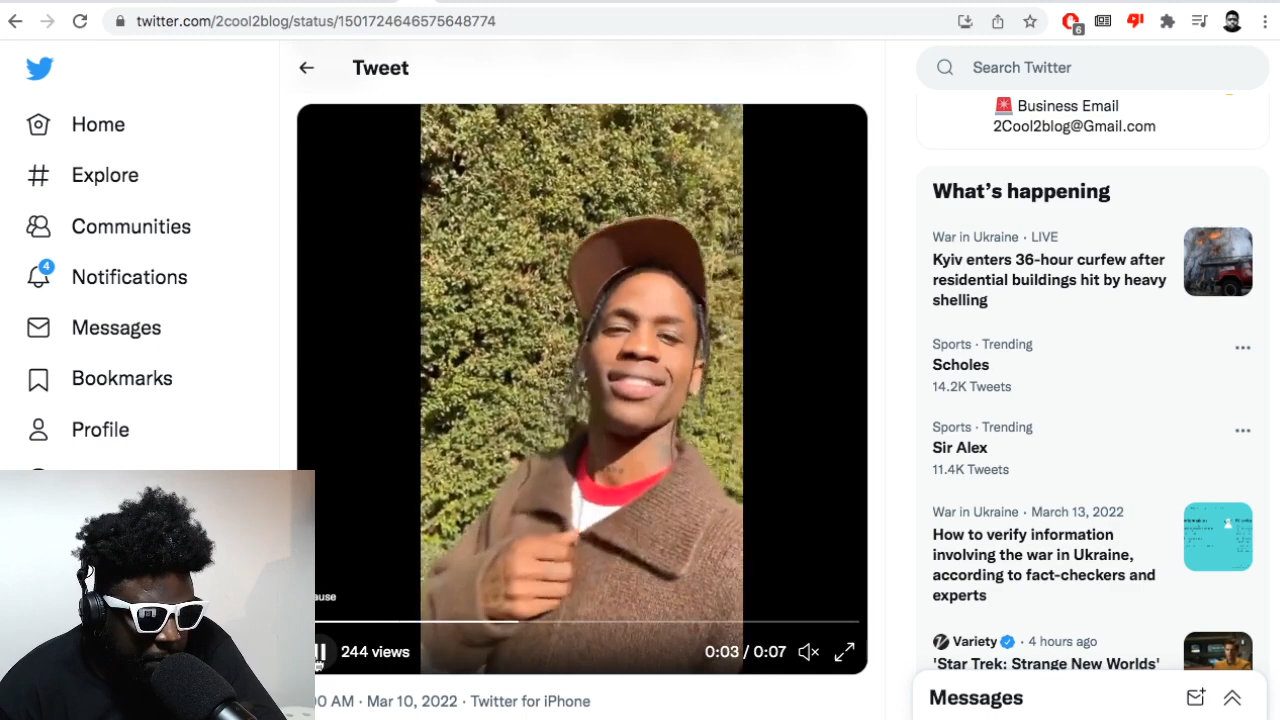 twitter.com/2cool2blog/status/1501724646575648774
6
Home
Explore
Communities
4
Notifications
Messages
Bookmarks
Profile
Tweet
244 views
0:03 / 0:07
AM · Mar 10, 2022 · Twitter for iPhone
Search Twitter
🚨 Business Email
2Cool2blog@Gmail.com
What's happening
War in Ukraine · LIVE
Kyiv enters 36-hour curfew after
residential buildings hit by heavy
shelling
Sports · Trending
Scholes
14.2K Tweets
Sports · Trending
Sir Alex
11.4K Tweets
War in Ukraine · March 13, 2022
How to verify information
involving the war in Ukraine,
according to fact-checkers and
experts
Variety · 4 hours ago
'Star Trek: Strange New Worlds'
Messages